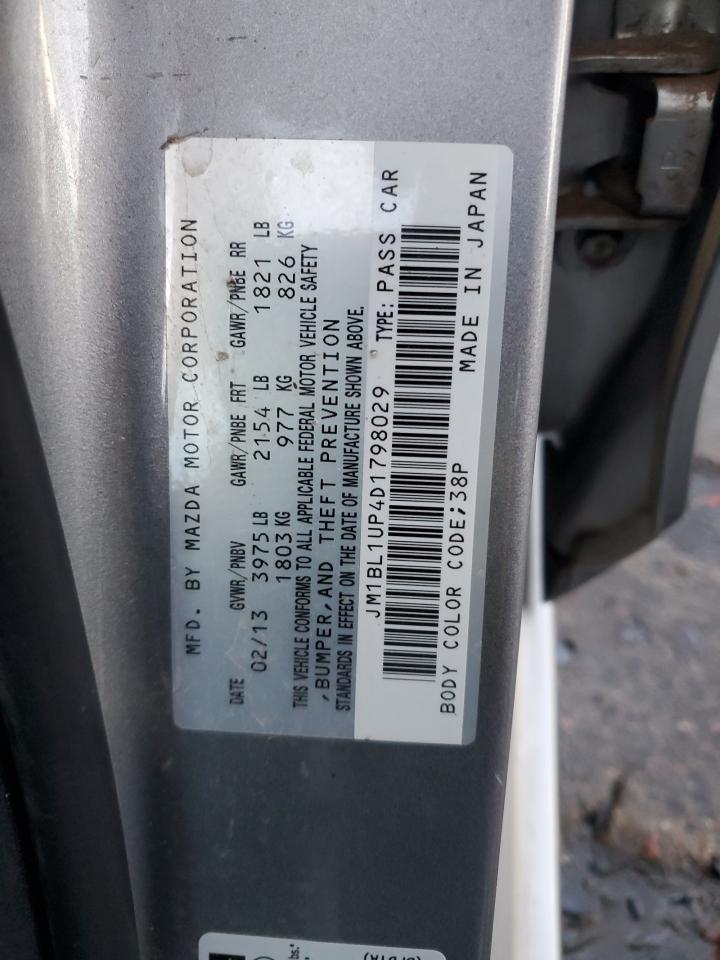 MFD. BY MAZDA MOTOR CORPORATION
DATE GVWR/PNBV GAWR/PNBE FRT GAWR/PNBE RR
02/13 3975 LB 2154 LB 1821 LB
1803 KG 977 KG 826 KG
THIS VEHICLE CONFORMS TO ALL APPLICABLE FEDERAL MOTOR VEHICLE SAFETY
,BUMPER, AND THEFT PREVENTION
STANDARDS IN EFFECT ON THE DATE OF MANUFACTURE SHOWN ABOVE.
JM1BL1UP4D1798029 TYPE: PASS CAR
BODY COLOR CODE;38P MADE IN JAPAN